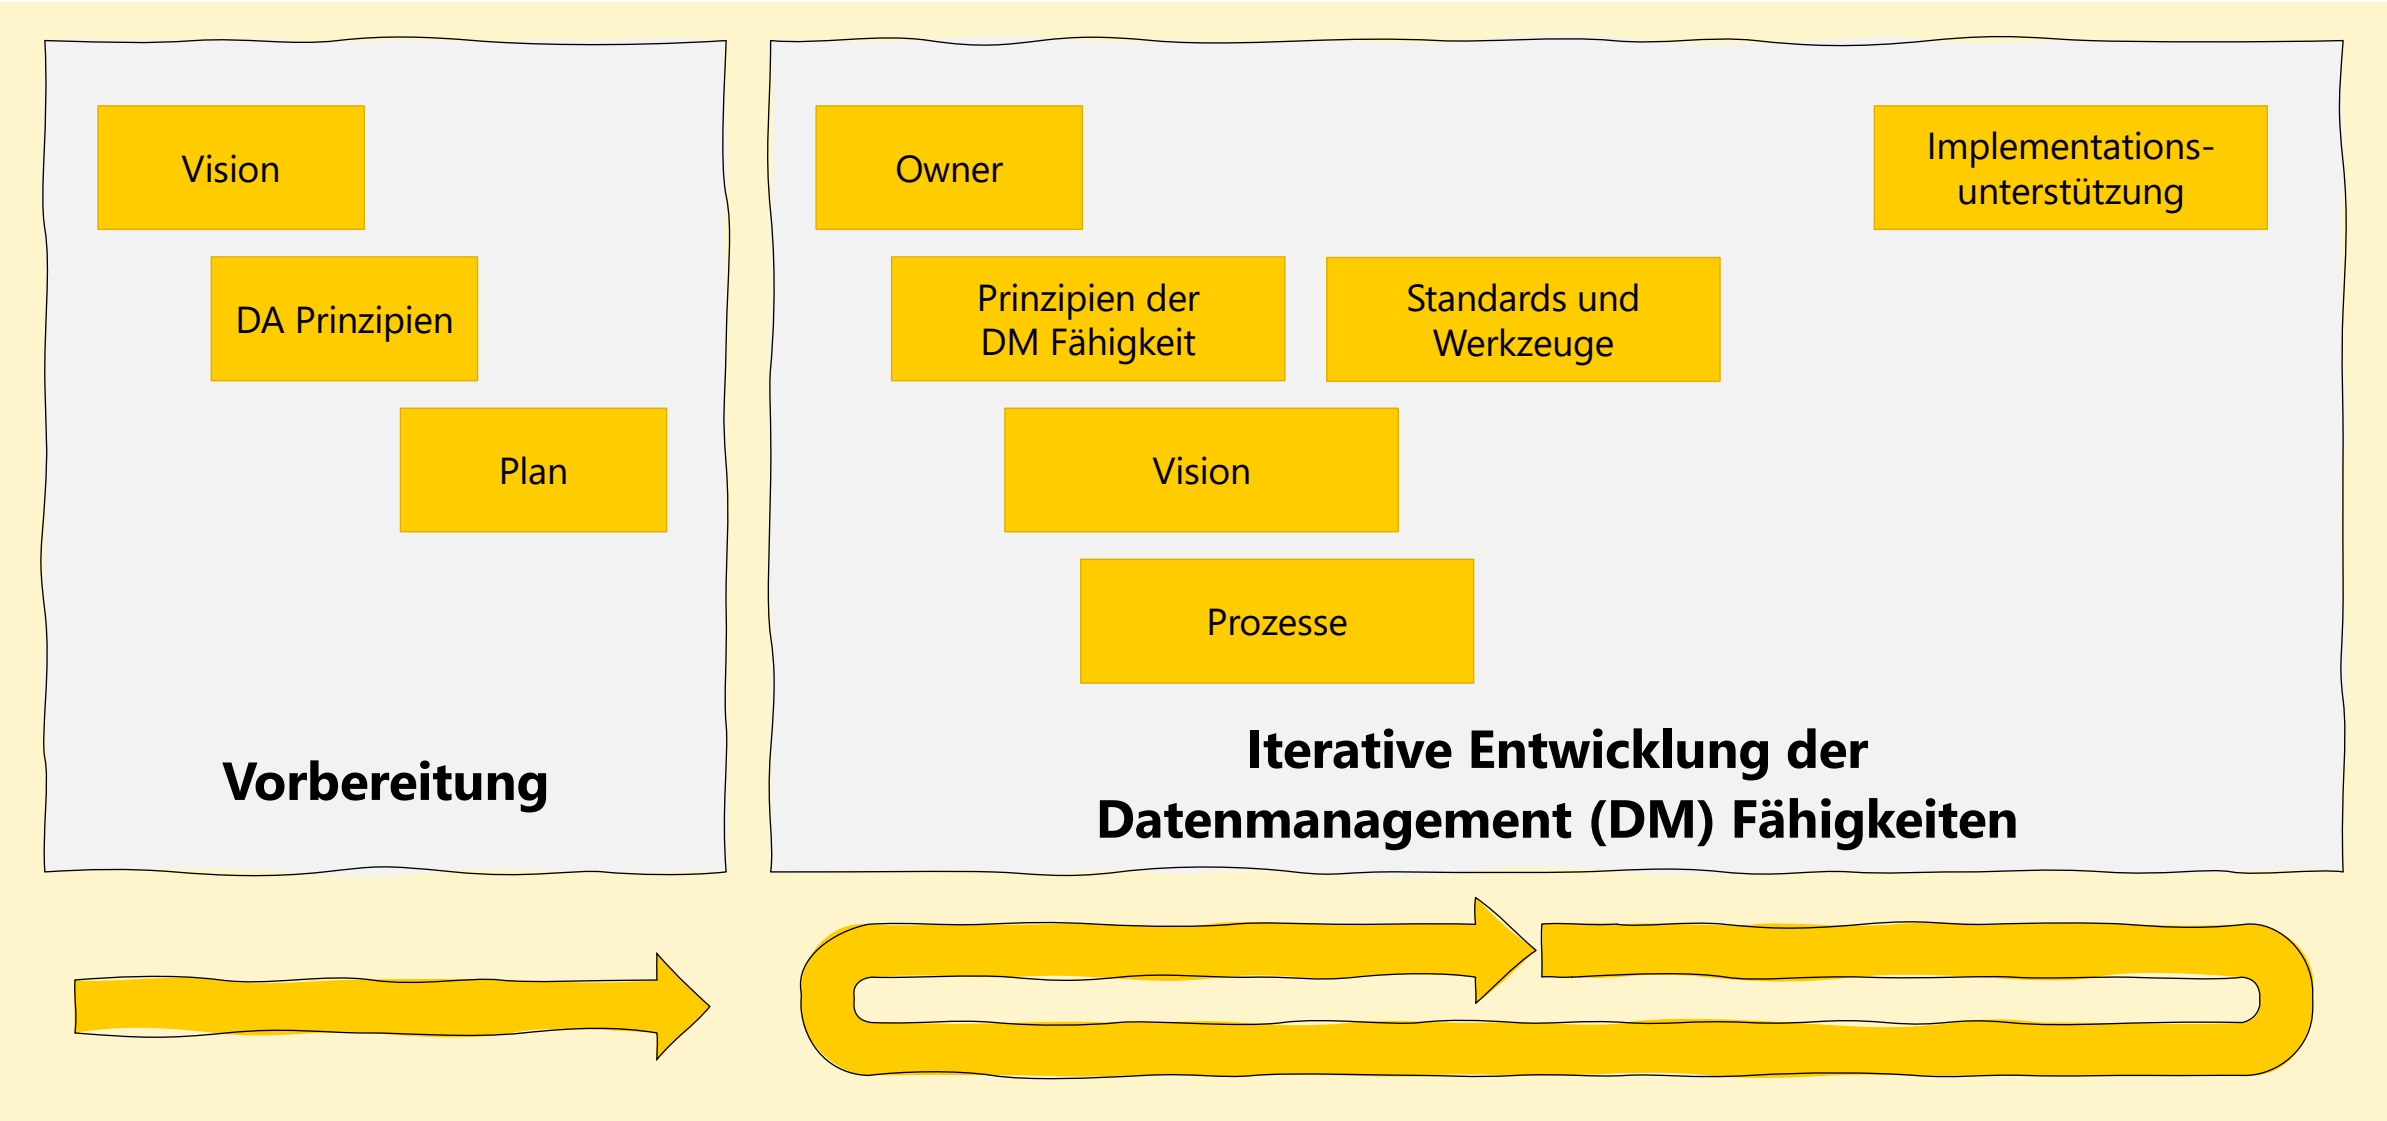 Vision
DA Prinzipien
Plan
Vorbereitung
Owner
Prinzipien der
DM Fähigkeit
Standards und
Werkzeuge
Vision
Prozesse
Implementations-
unterstützung
Iterative Entwicklung der
Datenmanagement (DM) Fähigkeiten